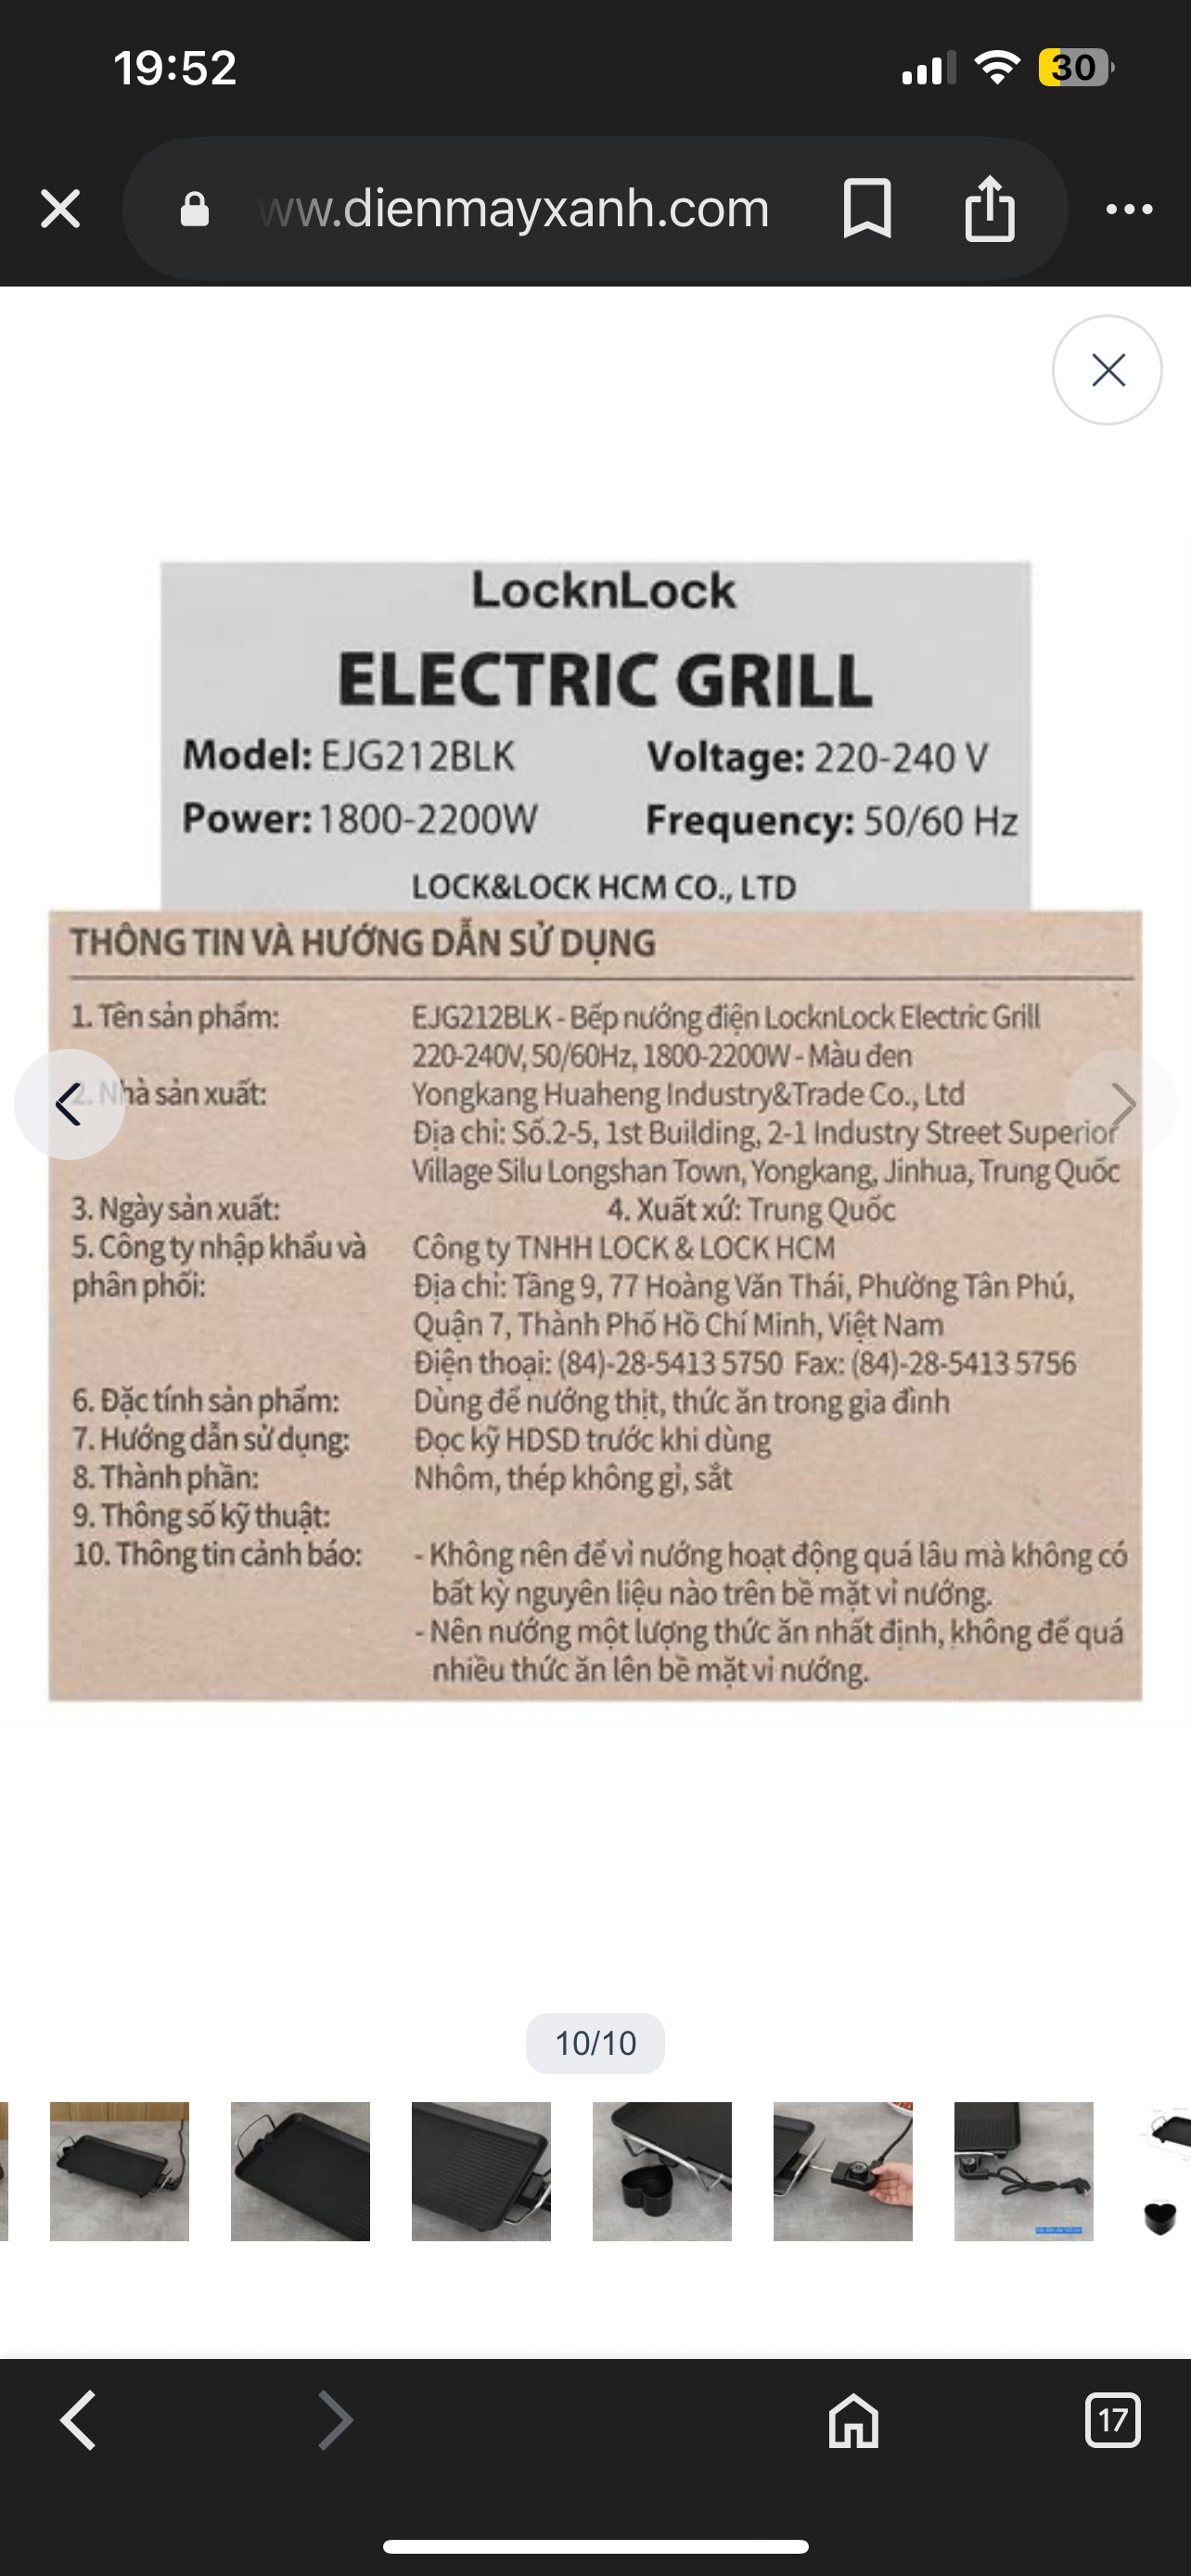 19:52
30
ww.dienmayxanh.com
LocknLock
ELECTRIC GRILL
Model: EJG212BLK Voltage: 220-240 V
Power: 1800-2200W Frequency: 50/60 Hz
LOCK&LOCK HCM CO., LTD
THÔNG TIN VÀ HƯỚNG DẪN SỬ DỤNG
1. Tên sản phẩm: EJG212BLK - Bếp nướng điện LocknLock Electric Grill
220-240V, 50/60Hz, 1800-2200W - Màu đen
2. Nhà sản xuất: Yongkang Huaheng Industry&Trade Co., Ltd
Địa chỉ: Số.2-5, 1st Building, 2-1 Industry Street Superior
Village Silu Longshan Town, Yongkang, Jinhua, Trung Quốc
3. Ngày sản xuất: 4. Xuất xứ: Trung Quốc
5. Công ty nhập khẩu và Công ty TNHH LOCK & LOCK HCM
phân phối: Địa chỉ: Tầng 9, 77 Hoàng Văn Thái, Phường Tân Phú,
Quận 7, Thành Phố Hồ Chí Minh, Việt Nam
Điện thoại: (84)-28-5413 5750 Fax: (84)-28-5413 5756
6. Đặc tính sản phẩm: Dùng để nướng thịt, thức ăn trong gia đình
7. Hướng dẫn sử dụng: Đọc kỹ HDSD trước khi dùng
8. Thành phần: Nhôm, thép không gỉ, sắt
9. Thông số kỹ thuật:
10. Thông tin cảnh báo: - Không nên để vỉ nướng hoạt động quá lâu mà không có
bất kỳ nguyên liệu nào trên bề mặt vỉ nướng.
- Nên nướng một lượng thức ăn nhất định, không để quá
nhiều thức ăn lên bề mặt vỉ nướng.
10/10
17